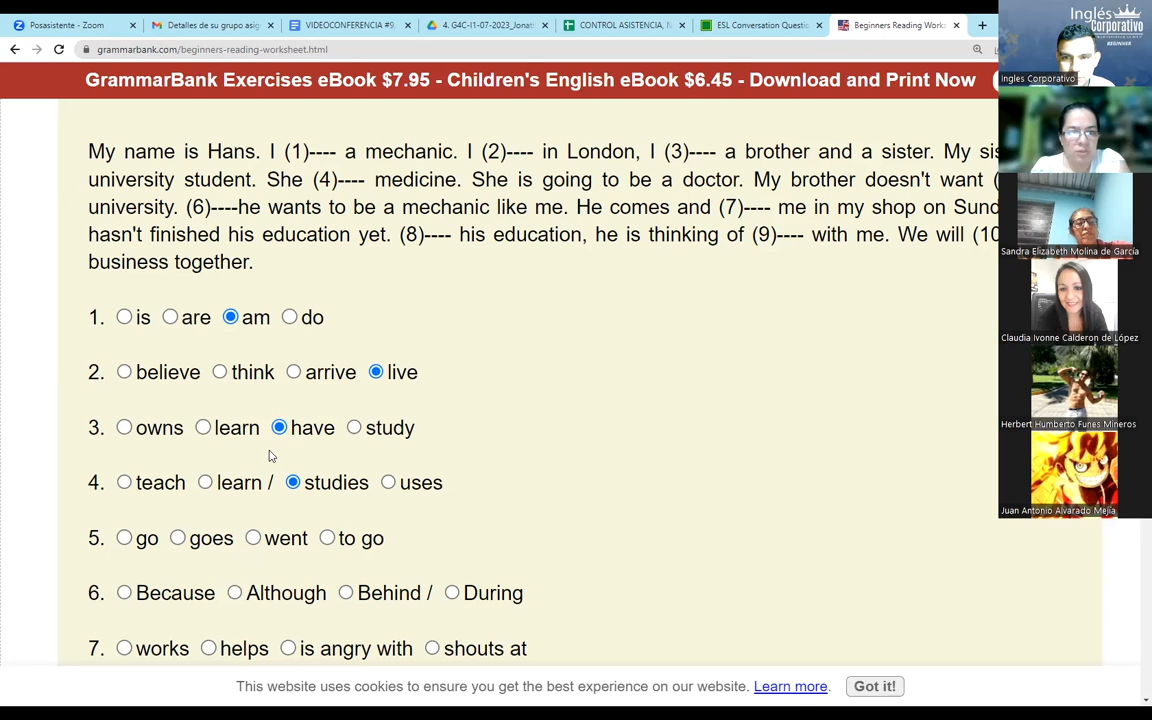 Posasistente - Zoom
Detalles de su grupo asig
VIDEOCONFERENCIA #9,
4. G4C-I1-07-2023_Jonat
CONTROL ASISTENCIA, N
ESL Conversation Questi
Beginners Reading Works
grammarbank.com/beginners-reading-worksheet.html
GrammarBank Exercises eBook $7.95 - Children's English eBook $6.45 - Download and Print Now
My name is Hans. I (1)---- a mechanic. I (2)---- in London, I (3)---- a brother and a sister. My sis
university student. She (4)---- medicine. She is going to be a doctor. My brother doesn't want (
university. (6)----he wants to be a mechanic like me. He comes and (7)---- me in my shop on Sund
hasn't finished his education yet. (8)---- his education, he is thinking of (9)---- with me. We will (10
business together.
1. is are am do
2. believe think arrive live
3. owns learn have study
4. teach learn / studies uses
5. go goes went to go
6. Because Although Behind / During
7. works helps is angry with shouts at
This website uses cookies to ensure you get the best experience on our website. Learn more. Got it!
Inglés
Corporativo
BEGINNER
Ingles Corporativo
Sandra Elizabeth Molina de García
Claudia Ivonne Calderon de López
Herbert Humberto Funes Mineros
Juan Antonio Alvarado Mejía